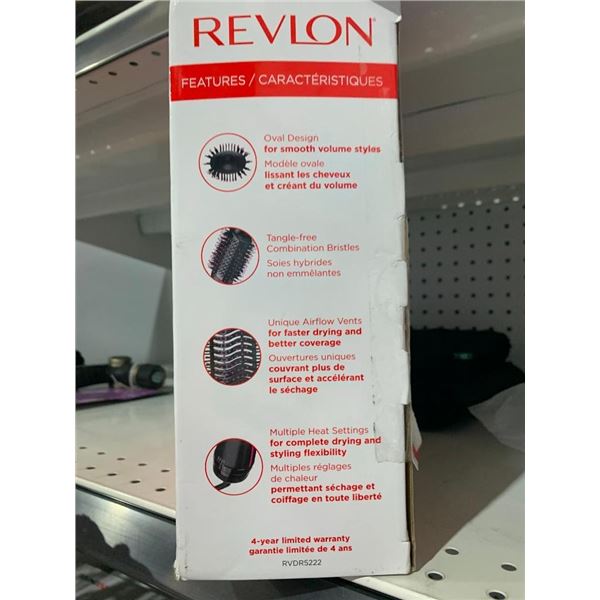 REVLON®
FEATURES / CARACTÉRISTIQUES
Oval Design
for smooth volume styles
Modèle ovale
lissant les cheveux
et créant du volume
Tangle-free
Combination Bristles
Soies hybrides
non emmêlantes
Unique Airflow Vents
for faster drying and
better coverage
Ouvertures uniques
couvrant plus de
surface et accélérant
le séchage
Multiple Heat Settings
for complete drying and
styling flexibility
Multiples réglages
de chaleur
permettant séchage et
coiffage en toute liberté
4-year limited warranty
garantie limitée de 4 ans
RVDR5222